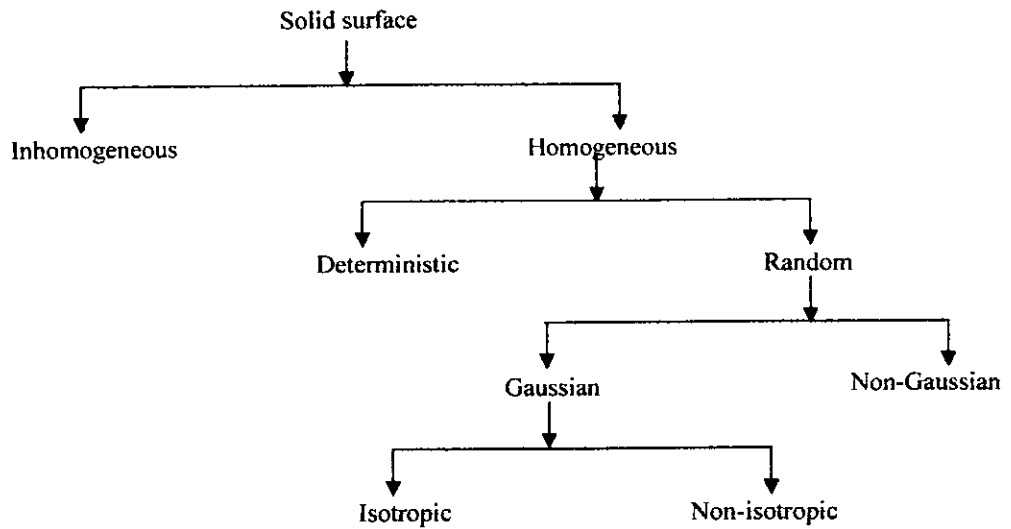 Solid surface
Inhomogeneous
Homogeneous
Deterministic
Random
Gaussian
Non-Gaussian
Isotropic
Non-isotropic